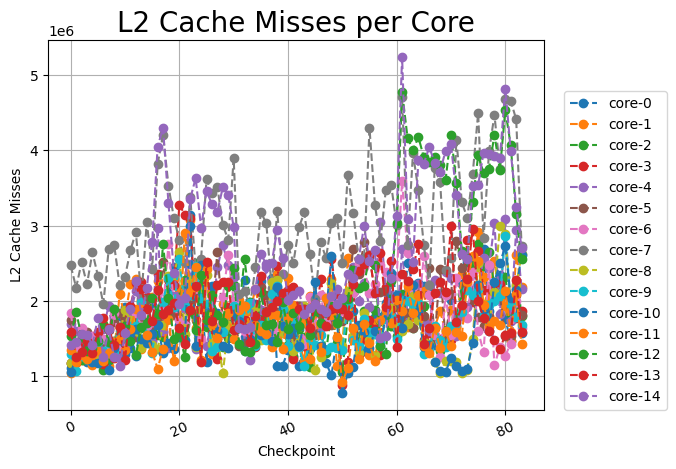 L2 Cache Misses per Core
1e6
5
4
3
2
1
L2 Cache Misses
0
20
40
60
80
Checkpoint
core-0
core-1
core-2
core-3
core-4
core-5
core-6
core-7
core-8
core-9
core-10
core-11
core-12
core-13
core-14